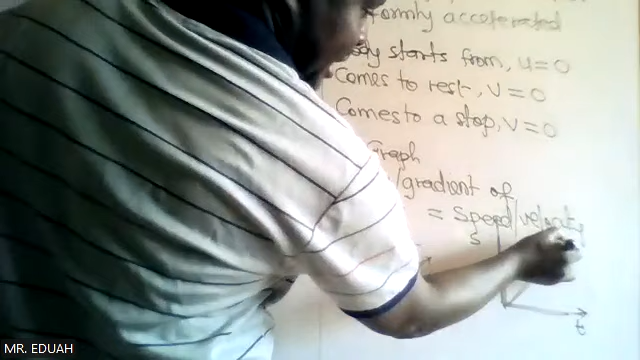 formly accelerated
Body starts from, u = 0
Comes to rest, v = 0
Comes to a stop, v = 0
Graph
/gradient of
= Speed/velocity
s
t
MR. EDUAH